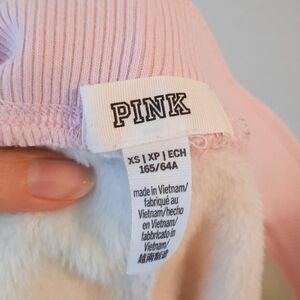 PINK
XS | XP | ECH
165/64A
made in Vietnam/
fabriqué au
Vietnam/hecho
en Vietnam/
fabbricato in
Vietnam/
越南制造